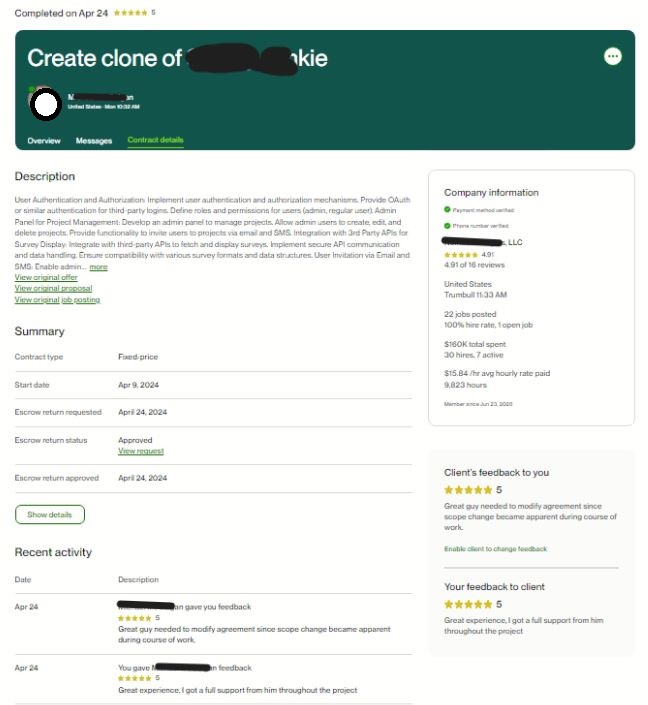 Completed on Apr 24 5
Create clone of kie
United States - Mon 10:02 AM
Overview Messages Contract details
Description
User Authentication and Authorization: Implement user authentication and authorization mechanisms. Provide OAuth
or similar authentication for third-party logins. Define roles and permissions for users (admin, regular user). Admin
Panel for Project Management: Develop an admin panel to manage projects. Allow admin users to create, edit, and
delete projects. Provide functionality to invite users to projects via email and SMS. Integration with 3rd Party APIs for
Survey Display: Integrate with third-party APIs to fetch and display surveys. Implement secure API communication
and data handling. Ensure compatibility with various survey formats and data structures. User Invitation via Email and
SMS: Enable admin... more
View original offer
View original proposal
View original job posting
Summary
Contract type Fixed-price
Start date Apr 9, 2024
Escrow return requested April 24, 2024
Escrow return status Approved
View request
Escrow return approved April 24, 2024
Show details
Recent activity
Date Description
Apr 24 an gave you feedback
5
Great guy needed to modify agreement since scope change became apparent
during course of work.
Apr 24 You gave n feedback
5
Great experience, I got a full support from him throughout the project
Company information
Payment method verified
Phone number verified
, LLC
4.91
4.91 of 16 reviews
United States
Trumbull 11:33 AM
22 jobs posted
100% hire rate, 1 open job
$160K total spent
30 hires, 7 active
$15.84 /hr avg hourly rate paid
9,823 hours
Member since Jun 23, 2020
Client's feedback to you
5
Great guy needed to modify agreement since
scope change became apparent during course of
work.
Enable client to change feedback
Your feedback to client
5
Great experience, I got a full support from him
throughout the project